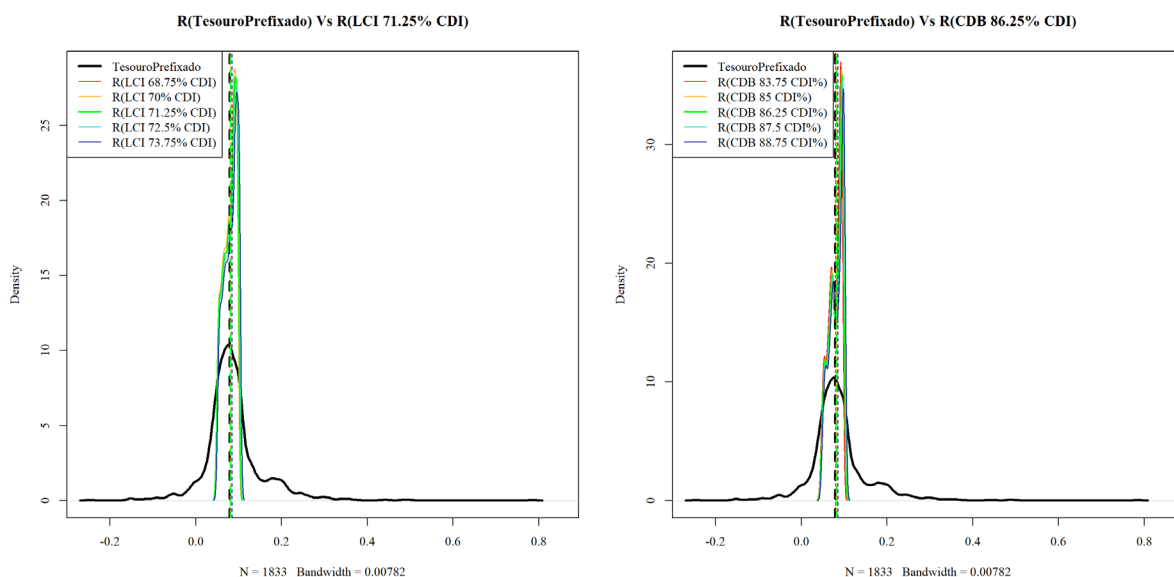 R(TesouroPrefixado) Vs R(LCI 71.25% CDI)
TesouroPrefixado
R(LCI 68.75% CDI)
R(LCI 70% CDI)
R(LCI 71.25% CDI)
R(LCI 72.5% CDI)
R(LCI 73.75% CDI)
Density
25
20
15
10
5
0
-0.2 0.0 0.2 0.4 0.6 0.8
N = 1833 Bandwidth = 0.00782
R(TesouroPrefixado) Vs R(CDB 86.25% CDI)
TesouroPrefixado
R(CDB 83.75 CDI%)
R(CDB 85 CDI%)
R(CDB 86.25 CDI%)
R(CDB 87.5 CDI%)
R(CDB 88.75 CDI%)
Density
30
20
10
0
-0.2 0.0 0.2 0.4 0.6 0.8
N = 1833 Bandwidth = 0.00782